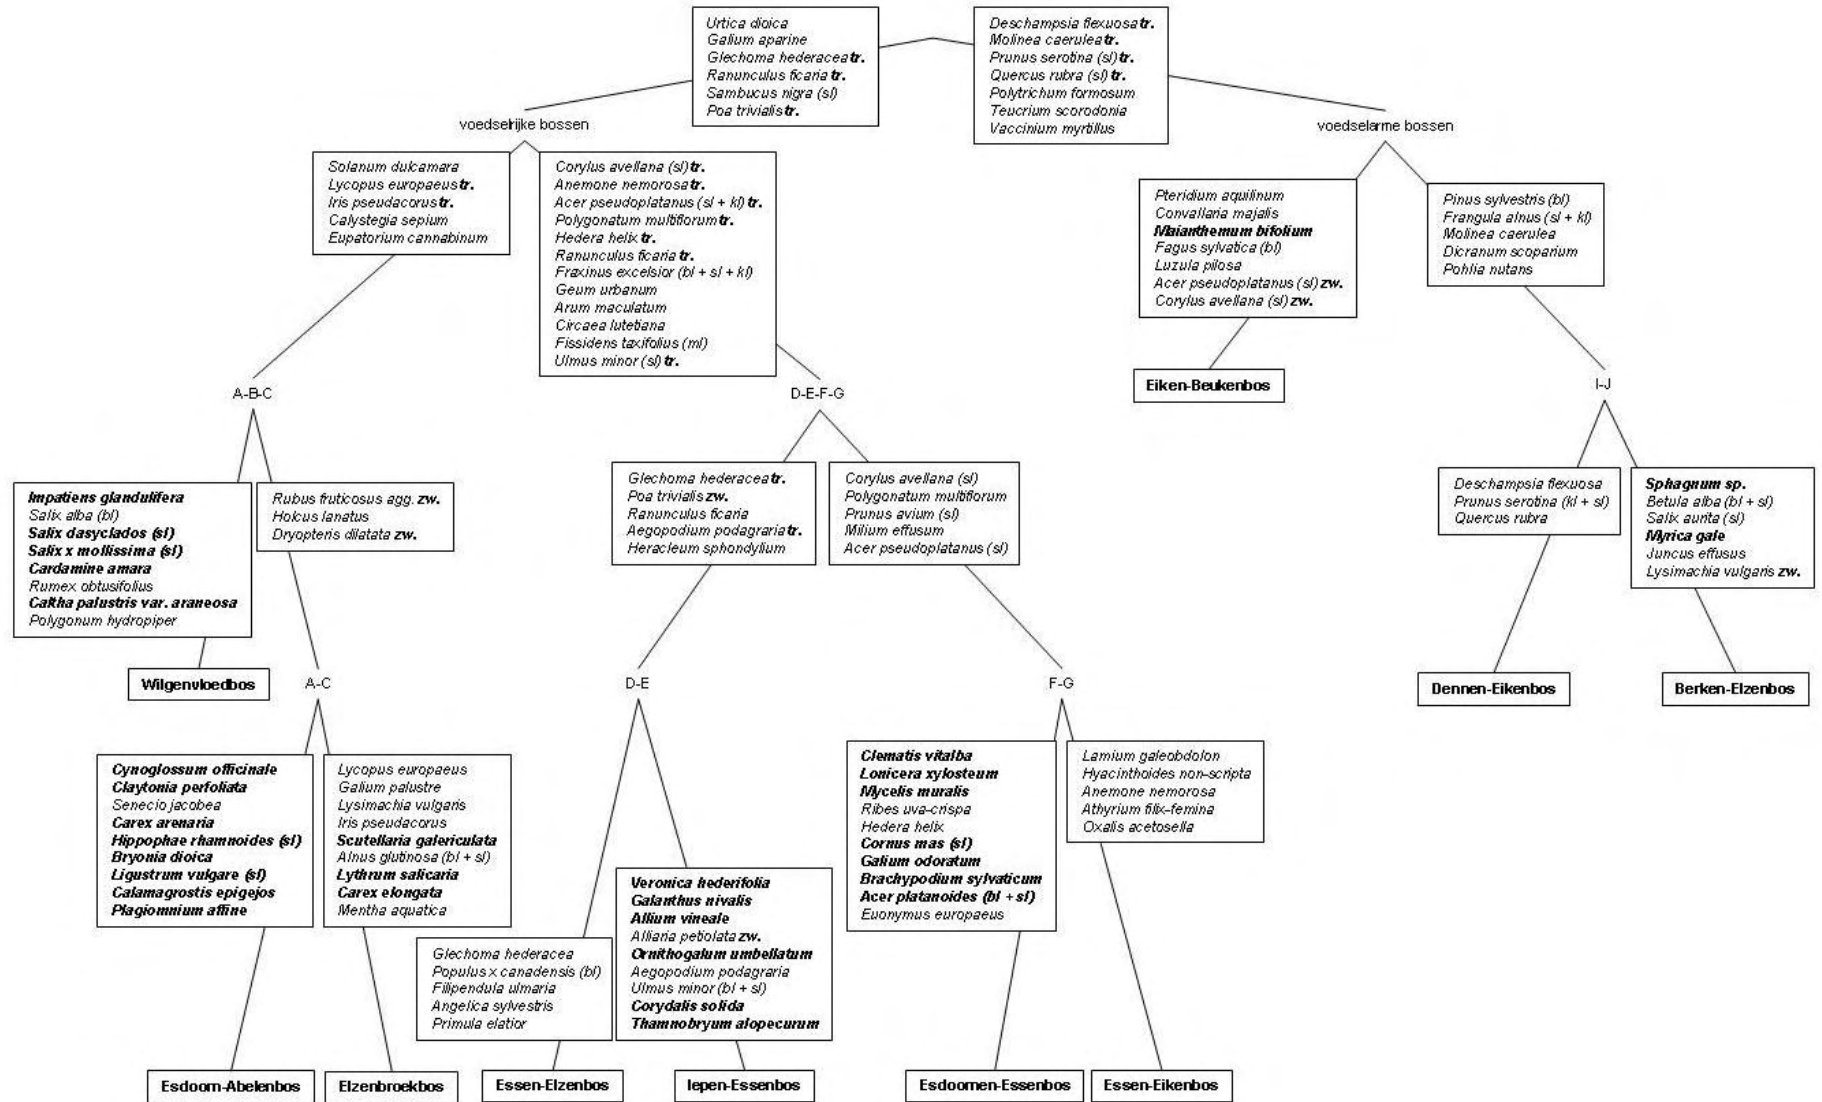 Urtica dioica
Galium aparine
Glechoma hederacea tr.
Ranunculus ficaria tr.
Sambucus nigra (sl)
Poa trivialis tr.
Deschampsia flexuosa tr.
Molinea caerulea tr.
Prunus serotina (sl) tr.
Quercus rubra (sl) tr.
Polytrichum formosum
Teucrium scorodonia
Vaccinium myrtillus
voedselrijke bossen
voedselarme bossen
Solanum dulcamara
Lycopus europaeus tr.
Iris pseudacorus tr.
Calystegia sepium
Eupatorium cannabinum
Corylus avellana (sl) tr.
Anemone nemorosa tr.
Acer pseudoplatanus (sl + kl) tr.
Polygonatum multiflorum tr.
Hedera helix tr.
Ranunculus ficaria tr.
Fraxinus excelsior (bl + sl + kl)
Geum urbanum
Arum maculatum
Circaea lutetiana
Fissidens taxifolius (ml)
Ulmus minor (sl) tr.
Pteridium aquilinum
Convallaria majalis
Maianthemum bifolium
Fagus sylvatica (bl)
Luzula pilosa
Acer pseudoplatanus (sl) zw.
Corylus avellana (sl) zw.
Pinus sylvestris (bl)
Frangula alnus (sl + kl)
Molinea caerulea
Dicranum scoparium
Pohlia nutans
A-B-C
D-E-F-G
Eiken-Beukenbos
I-J
Impatiens glandulifera
Salix alba (bl)
Salix dasyclados (sl)
Salix x mollissima (sl)
Cardamine amara
Rumex obtusifolius
Caltha palustris var. araneosa
Polygonum hydropiper
Rubus fruticosus agg. zw.
Holcus lanatus
Dryopteris dilatata zw.
Glechoma hederacea tr.
Poa trivialis zw.
Ranunculus ficaria
Aegopodium podagraria tr.
Heracleum sphondylium
Corylus avellana (sl)
Polygonatum multiflorum
Prunus avium (sl)
Milium effusum
Acer pseudoplatanus (sl)
Deschampsia flexuosa
Prunus serotina (kl + sl)
Quercus rubra
Sphagnum sp.
Betula alba (bl + sl)
Salix aurita (sl)
Myrica gale
Juncus effusus
Lysimachia vulgaris zw.
Wilgenvloedbos
A-C
D-E
F-G
Dennen-Eikenbos
Berken-Elzenbos
Cynoglossum officinale
Claytonia perfoliata
Senecio jacobea
Carex arenaria
Hippophae rhamnoides (sl)
Bryonia dioica
Ligustrum vulgare (sl)
Calamagrostis epigejos
Plagiomnium affine
Lycopus europaeus
Galium palustre
Lysimachia vulgaris
Iris pseudacorus
Scutellaria galericulata
Alnus glutinosa (bl + sl)
Lythrum salicaria
Carex elongata
Mentha aquatica
Glechoma hederacea
Populus x canadensis (bl)
Filipendula ulmaria
Angelica sylvestris
Primula elatior
Veronica hederifolia
Galanthus nivalis
Allium vineale
Alliaria petiolata zw.
Ornithogalum umbellatum
Aegopodium podagraria
Ulmus minor (bl + sl)
Corydalis solida
Thamnobryum alopecurum
Clematis vitalba
Lonicera xylosteum
Mycelis muralis
Ribes uva-crispa
Hedera helix
Cornus mas (sl)
Galium odoratum
Brachypodium sylvaticum
Acer platanoides (bl + sl)
Euonymus europaeus
Lamium galeobdolon
Hyacinthoides non-scripta
Anemone nemorosa
Athyrium filix-femina
Oxalis acetosella
Esdoorn-Abelenbos
Elzenbroekbos
Essen-Elzenbos
Iepen-Essenbos
Esdoornen-Essenbos
Essen-Eikenbos